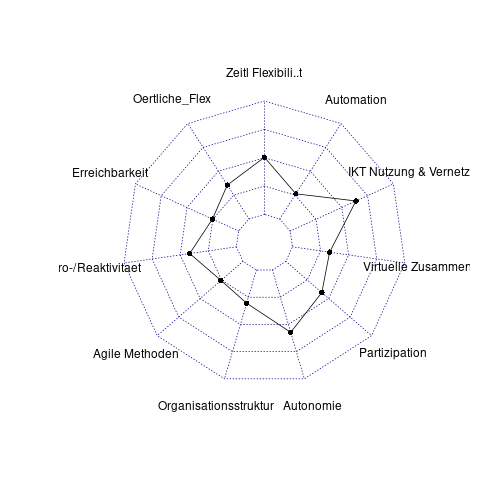 Zeitl Flexibili..t
Oertliche_Flex
Automation
Erreichbarkeit
IKT Nutzung & Vernetz
ro-/Reaktivitaet
Virtuelle Zusammen
Agile Methoden
Partizipation
Organisationsstruktur
Autonomie